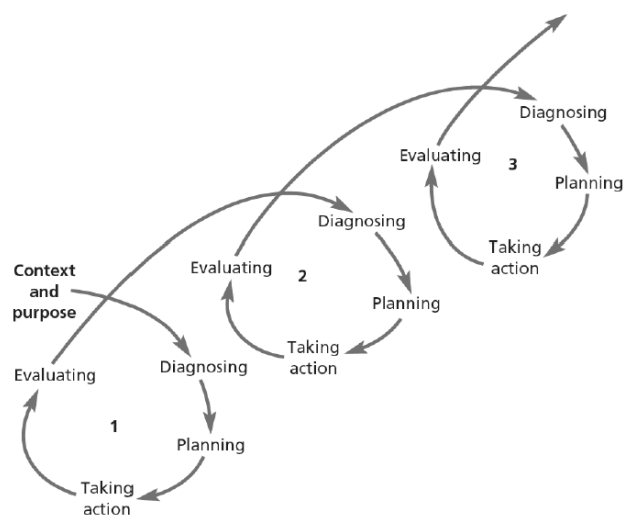 Diagnosing
Evaluating
3
Planning
Taking
action
Diagnosing
Evaluating
2
Planning
Taking
action
Context
and
purpose
Diagnosing
Evaluating
1
Planning
Taking
action